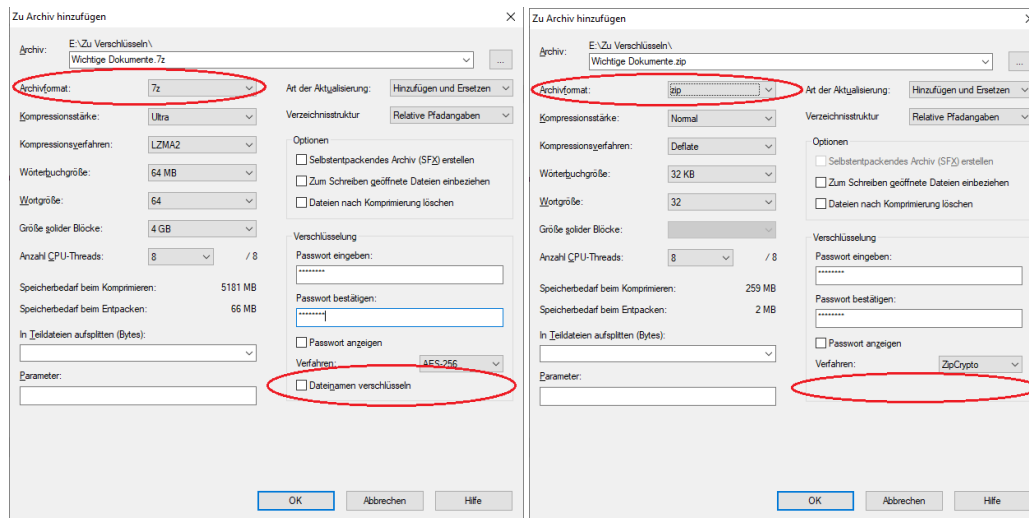 Zu Archiv hinzufügen
Archiv:
E:\Zu Verschlüsseln\
Wichtige Dokumente.7z
...
Archivformat:
7z
Art der Aktualisierung:
Hinzufügen und Ersetzen
Kompressionsstärke:
Ultra
Verzeichnisstruktur
Relative Pfadangaben
Kompressionsverfahren:
LZMA2
Optionen
Selbstentpackendes Archiv (SFX) erstellen
Wörterbuchgröße:
64 MB
Zum Schreiben geöffnete Dateien einbeziehen
Wortgröße:
64
Dateien nach Komprimierung löschen
Größe solider Blöcke:
4 GB
Verschlüsselung
Anzahl CPU-Threads:
8
/ 8
Passwort eingeben:
********
Speicherbedarf beim Komprimieren:
5181 MB
Passwort bestätigen:
Speicherbedarf beim Entpacken:
66 MB
********
In Teildateien aufsplitten (Bytes):
Passwort anzeigen
Verfahren:
AES-256
Parameter:
Dateinamen verschlüsseln
OK
Abbrechen
Hilfe
Zu Archiv hinzufügen
Archiv:
E:\Zu Verschlüsseln\
Wichtige Dokumente.zip
...
Archivformat:
zip
Art der Aktualisierung:
Hinzufügen und Ersetzen
Kompressionsstärke:
Normal
Verzeichnisstruktur
Relative Pfadangaben
Kompressionsverfahren:
Deflate
Optionen
Selbstentpackendes Archiv (SFX) erstellen
Wörterbuchgröße:
32 KB
Zum Schreiben geöffnete Dateien einbeziehen
Wortgröße:
32
Dateien nach Komprimierung löschen
Größe solider Blöcke:
Verschlüsselung
Anzahl CPU-Threads:
8
/ 8
Passwort eingeben:
********
Speicherbedarf beim Komprimieren:
259 MB
Passwort bestätigen:
Speicherbedarf beim Entpacken:
2 MB
********
In Teildateien aufsplitten (Bytes):
Passwort anzeigen
Verfahren:
ZipCrypto
Parameter:
OK
Abbrechen
Hilfe